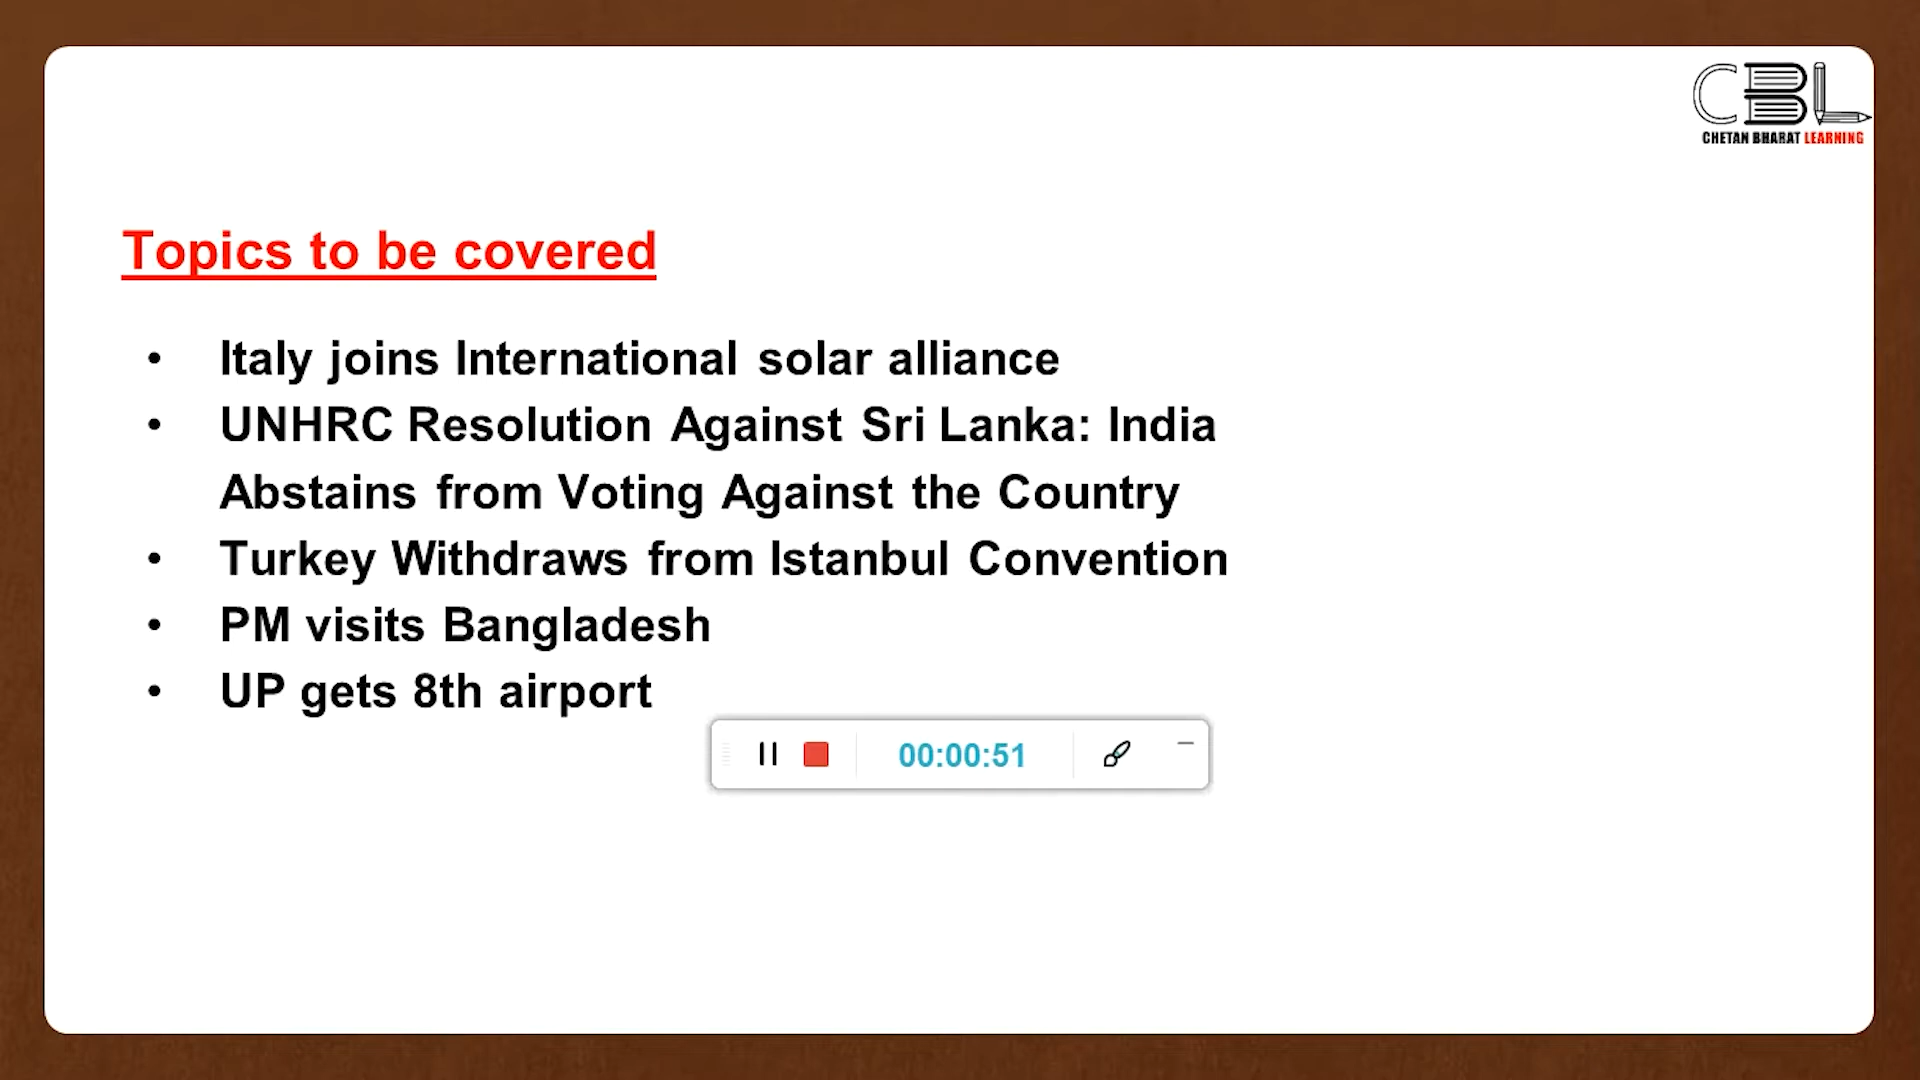 CBL
CHETAN BHARAT LEARNING
Topics to be covered
• Italy joins International solar alliance
• UNHRC Resolution Against Sri Lanka: India
Abstains from Voting Against the Country
• Turkey Withdraws from Istanbul Convention
• PM visits Bangladesh
• UP gets 8th airport
00:00:51